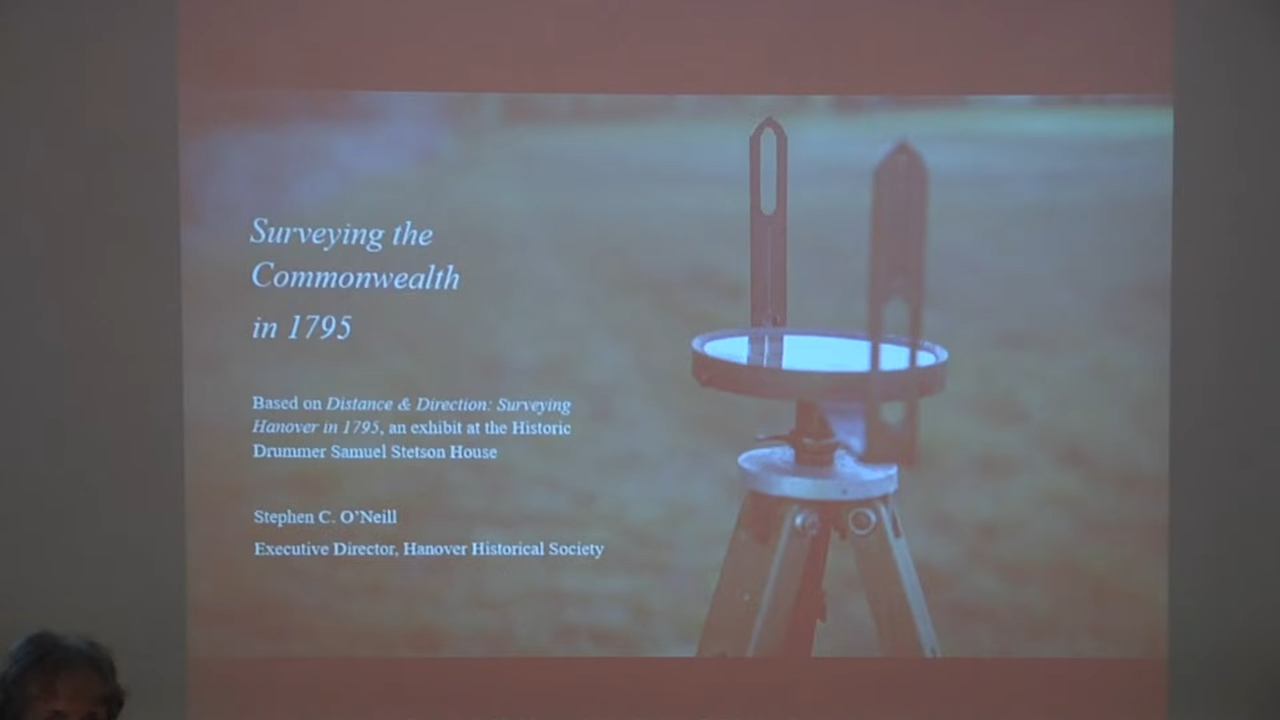 Surveying the
Commonwealth
in 1795
Based on Distance & Direction: Surveying
Hanover in 1795, an exhibit at the Historic
Drummer Samuel Stetson House
Stephen C. O’Neill
Executive Director, Hanover Historical Society